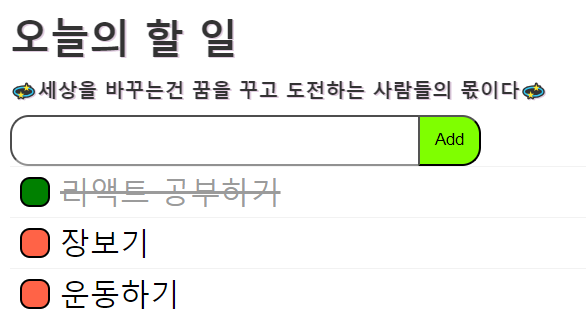 오늘의 할 일
💫세상을 바꾸는건 꿈을 꾸고 도전하는 사람들의 몫이다💫
Add
리액트 공부하기
장보기
운동하기